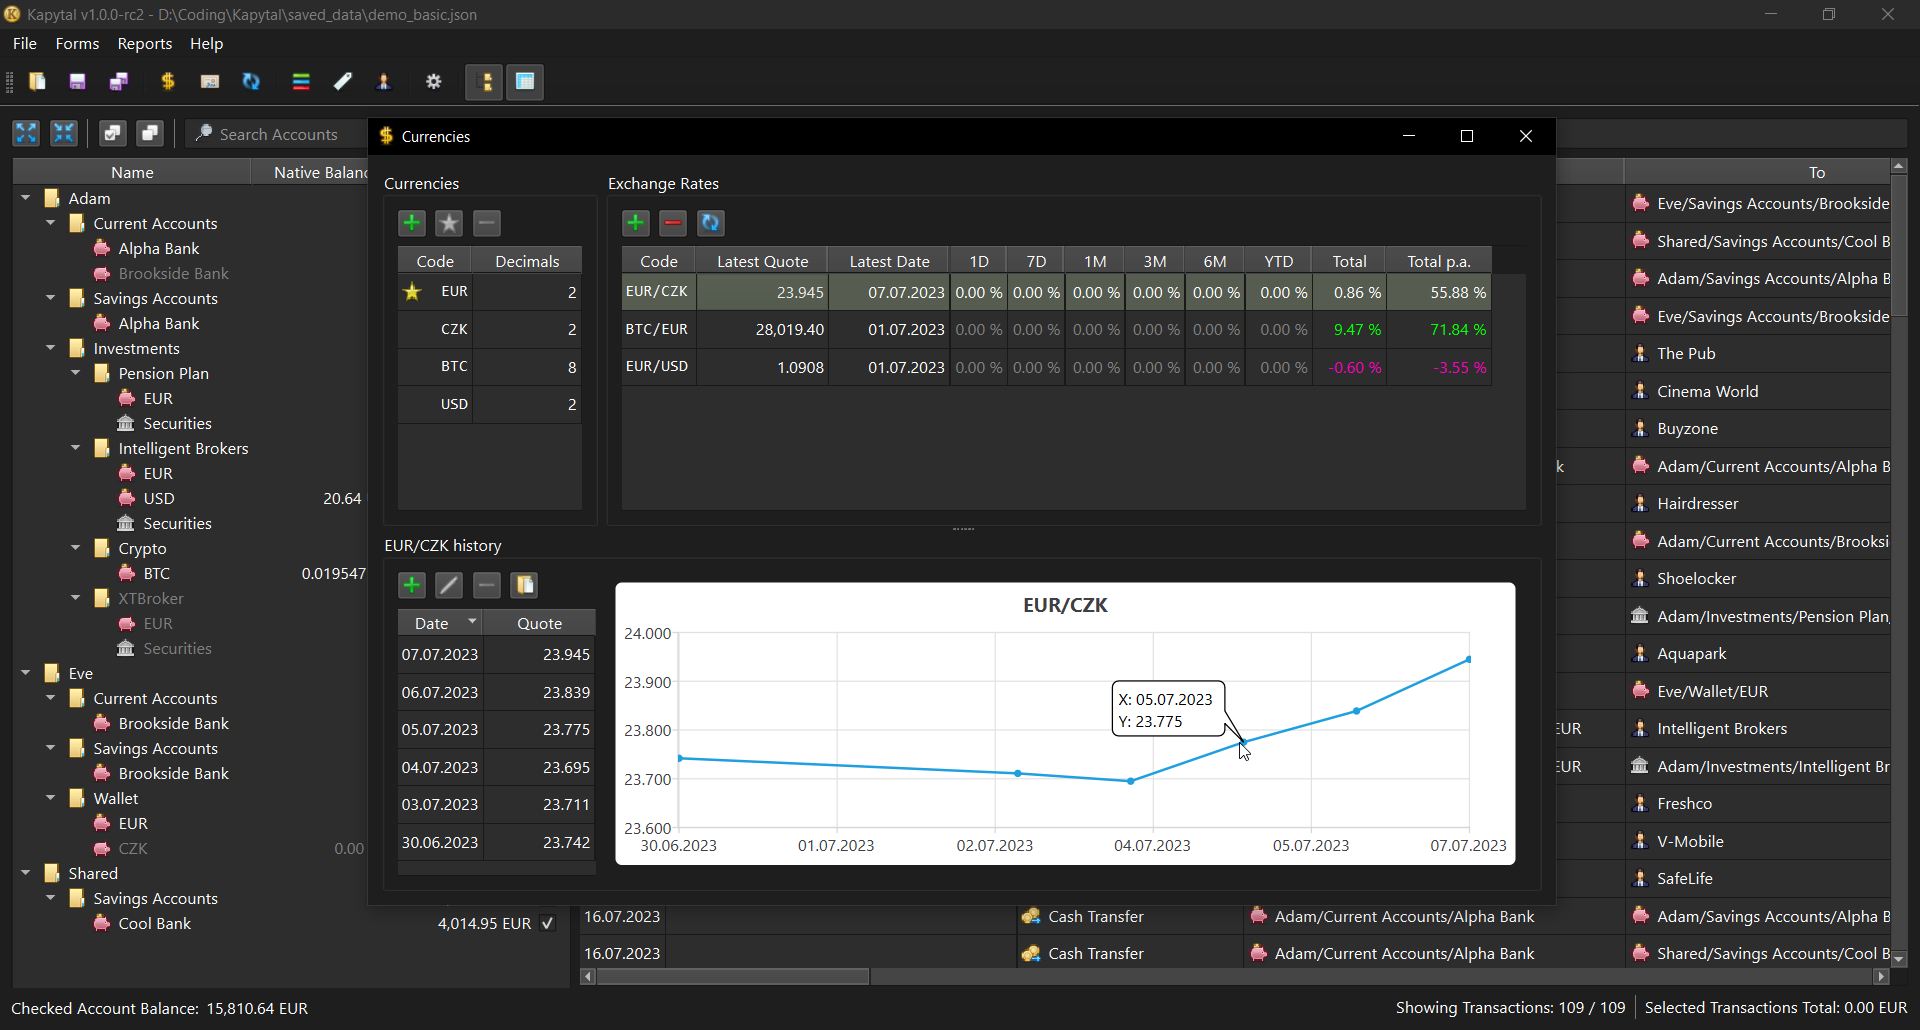 Kapytal v1.0.0-rc2 - D:\Coding\Kapytal\saved_data\demo_basic.json
File Forms Reports Help
Search Accounts
Name Native Balanc
Adam
Current Accounts
Alpha Bank
Brookside Bank
Savings Accounts
Alpha Bank
Investments
Pension Plan
EUR
Securities
Intelligent Brokers
EUR
USD 20.64
Securities
Crypto
BTC 0.019547
XTBroker
EUR
Securities
Eve
Current Accounts
Brookside Bank
Savings Accounts
Brookside Bank
Wallet
EUR
CZK 0.00
Shared
Savings Accounts
Cool Bank 4,014.95 EUR
Currencies
Currencies
Code Decimals
EUR 2
CZK 2
BTC 8
USD 2
Exchange Rates
Code Latest Quote Latest Date 1D 7D 1M 3M 6M YTD Total Total p.a.
EUR/CZK 23.945 07.07.2023 0.00 % 0.00 % 0.00 % 0.00 % 0.00 % 0.00 % 0.86 % 55.88 %
BTC/EUR 28,019.40 01.07.2023 0.00 % 0.00 % 0.00 % 0.00 % 0.00 % 0.00 % 9.47 % 71.84 %
EUR/USD 1.0908 01.07.2023 0.00 % 0.00 % 0.00 % 0.00 % 0.00 % 0.00 % -0.60 % -3.55 %
EUR/CZK history
Date Quote
07.07.2023 23.945
06.07.2023 23.839
05.07.2023 23.775
04.07.2023 23.695
03.07.2023 23.711
30.06.2023 23.742
EUR/CZK
24.000
23.900
23.800
23.700
23.600
X: 05.07.2023
Y: 23.775
30.06.2023 01.07.2023 02.07.2023 04.07.2023 05.07.2023 07.07.2023
To
Eve/Savings Accounts/Brookside
Shared/Savings Accounts/Cool B
Adam/Savings Accounts/Alpha B
Eve/Savings Accounts/Brookside
The Pub
Cinema World
Buyzone
k Adam/Current Accounts/Alpha B
Hairdresser
Adam/Current Accounts/Brooksi
Shoelocker
Adam/Investments/Pension Plan,
Aquapark
Eve/Wallet/EUR
EUR Intelligent Brokers
EUR Adam/Investments/Intelligent Br
Freshco
V-Mobile
SafeLife
16.07.2023 Cash Transfer Adam/Current Accounts/Alpha Bank Adam/Savings Accounts/Alpha B
16.07.2023 Cash Transfer Adam/Current Accounts/Alpha Bank Shared/Savings Accounts/Cool B
Checked Account Balance: 15,810.64 EUR
Showing Transactions: 109 / 109 Selected Transactions Total: 0.00 EUR